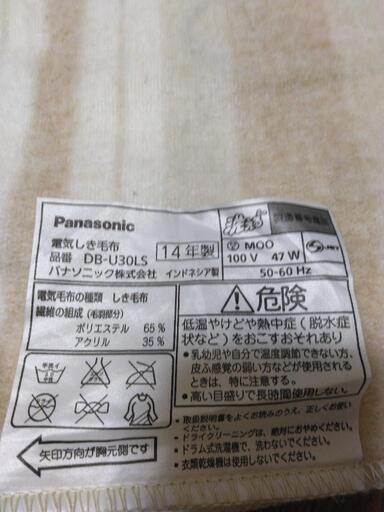 Panasonic
電気しき毛布
品番 DB-U30LS
14年製
パナソニック株式会社 インドネシア製
MOO
100 V 47 W
50-60 Hz
電気毛布の種類 しき毛布
繊維の組成(毛羽部分)
ポリエステル 65%
アクリル 35%
危険
低温やけどや熱中症(脱水症
状など)をおこすおそれあり
●乳幼児や自分で温度調節できない方、
皮ふ感覚の弱い方などが使用される
ときは、特に注意する。
●高い目盛りで長時間使用しない。
・取扱説明書をよくお読みのうえ、正しくお使い
ください。
・ドライクリーニングは、絶対におやめください。
・ドラム式洗濯機で、洗わないでください。
・衣類乾燥機は使用しないでください。
矢印方向が胸元側です